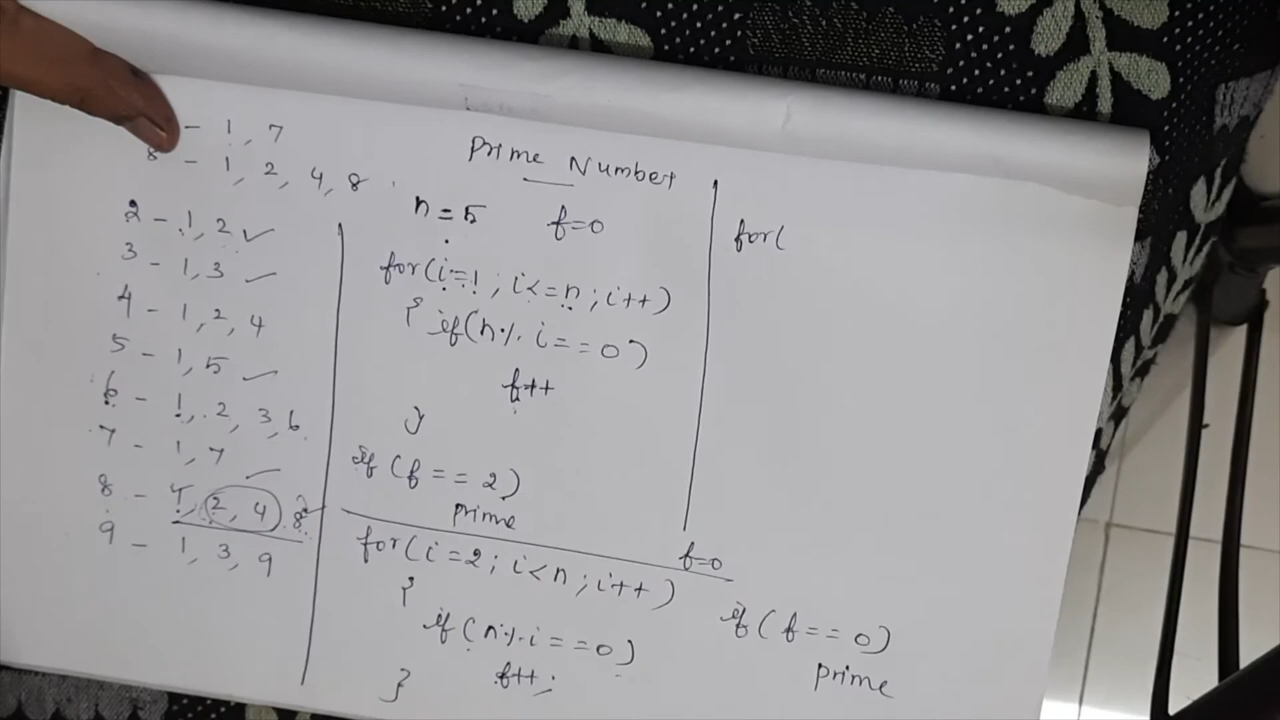 - 1, 7
8 - 1, 2, 4, 8
2 - 1, 2 ✓
3 - 1, 3 ✓
4 - 1, 2, 4
5 - 1, 5 ✓
6 - 1, 2, 3, 6
7 - 1, 7 ✓
8 - 1, 2, 4, 8
9 - 1, 3, 9
Prime Number
n = 5 f=0
for(i=1; i<=n; i++)
{ if(n% i==0)
f++
}
if (f == 2)
prime
for(i=2; i<n; i++)
{
if (n%i==0)
f++;
}
f=0
if (f==0)
prime
for(